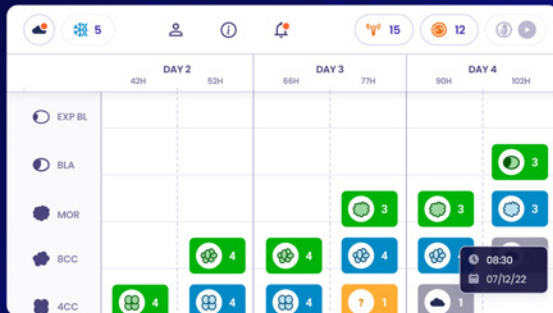 5 15 12
DAY 2 DAY 3 DAY 4
42H 52H 66H 77H 90H 102H
EXP BL
BLA 3
MOR 3 3 3
8CC 4 4 4 4
08:30
07/12/22
4CC 4 4 4 ? 1 1